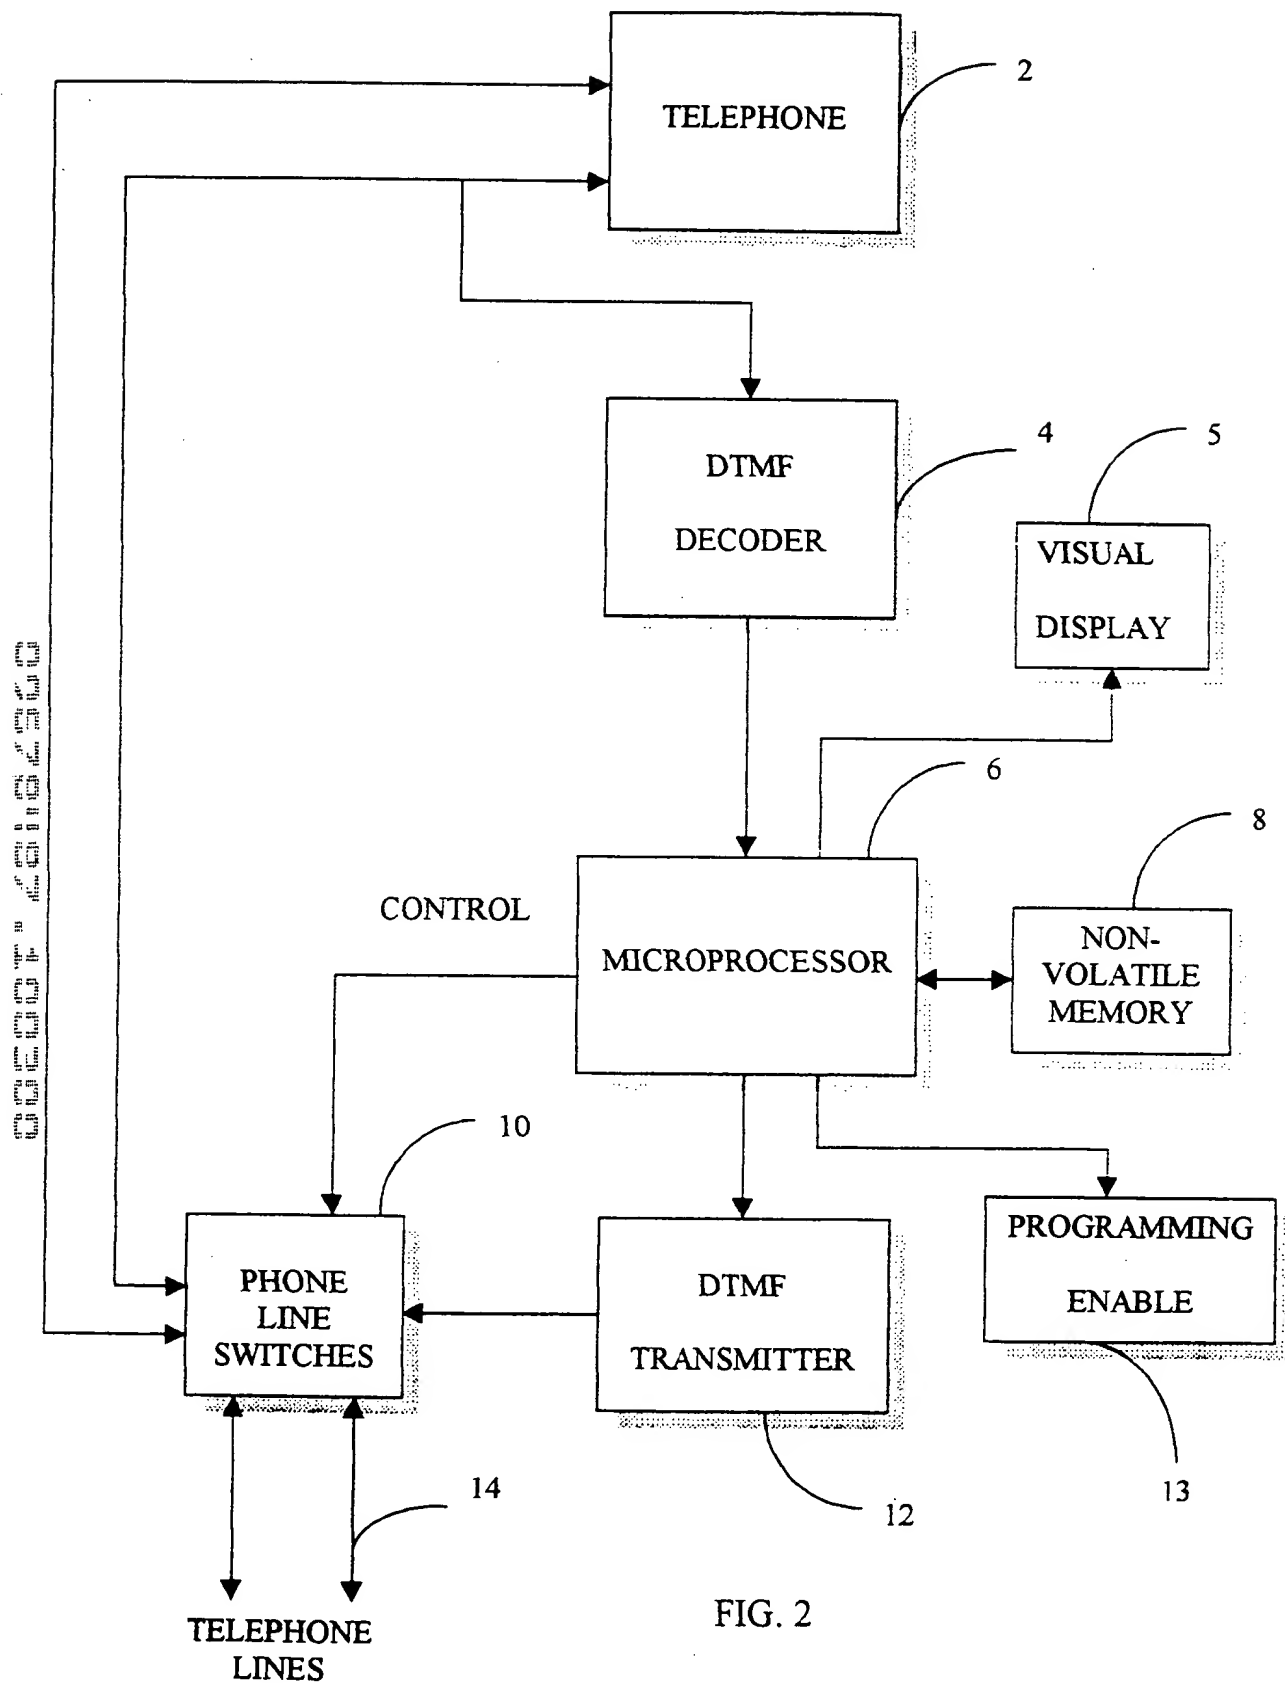 2
TELEPHONE
4
DTMF
DECODER
5
VISUAL
DISPLAY
6
8
CONTROL
MICROPROCESSOR
NON-
VOLATILE
MEMORY
10
PHONE
LINE
SWITCHES
DTMF
TRANSMITTER
PROGRAMMING
ENABLE
14
12
13
TELEPHONE
LINES
FIG. 2